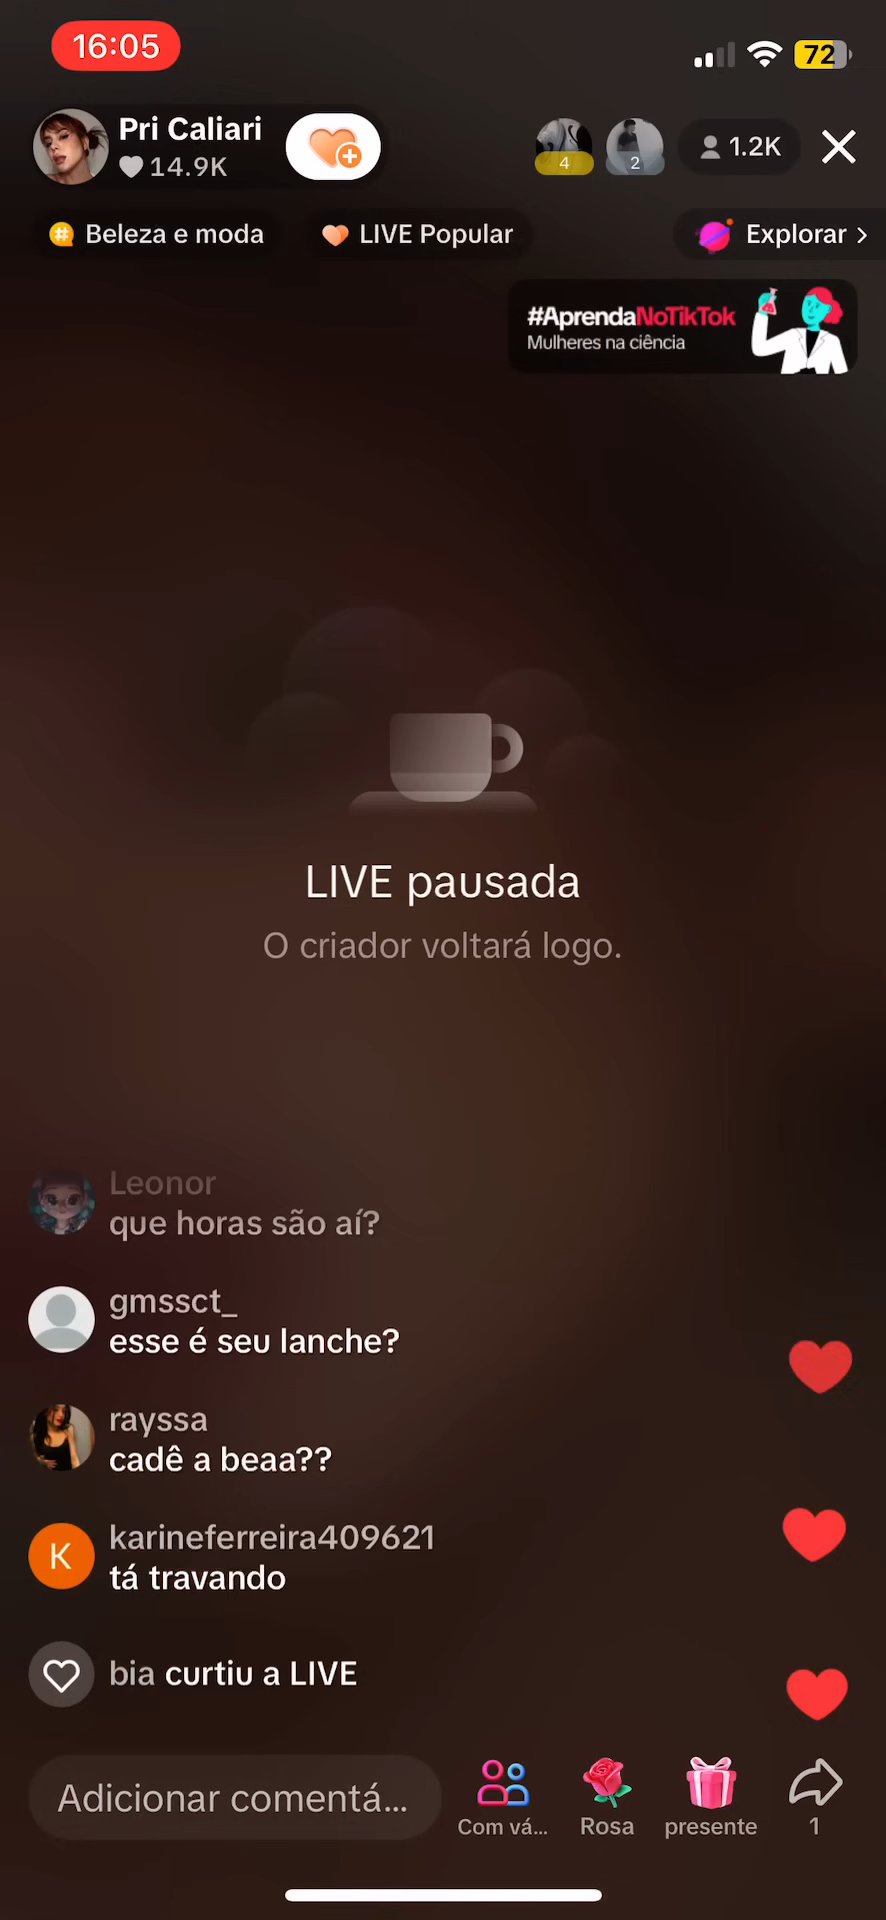 16:05
72
Pri Caliari
14.9K
4
2
1.2K
Beleza e moda
LIVE Popular
Explorar
#AprendaNoTikTok
Mulheres na ciência
LIVE pausada
O criador voltará logo.
Leonor
que horas são aí?
gmssct_
esse é seu lanche?
rayssa
cadê a beaa??
K
karineferreira409621
tá travando
bia curtiu a LIVE
Adicionar comentá...
Com vá...
Rosa
presente
1